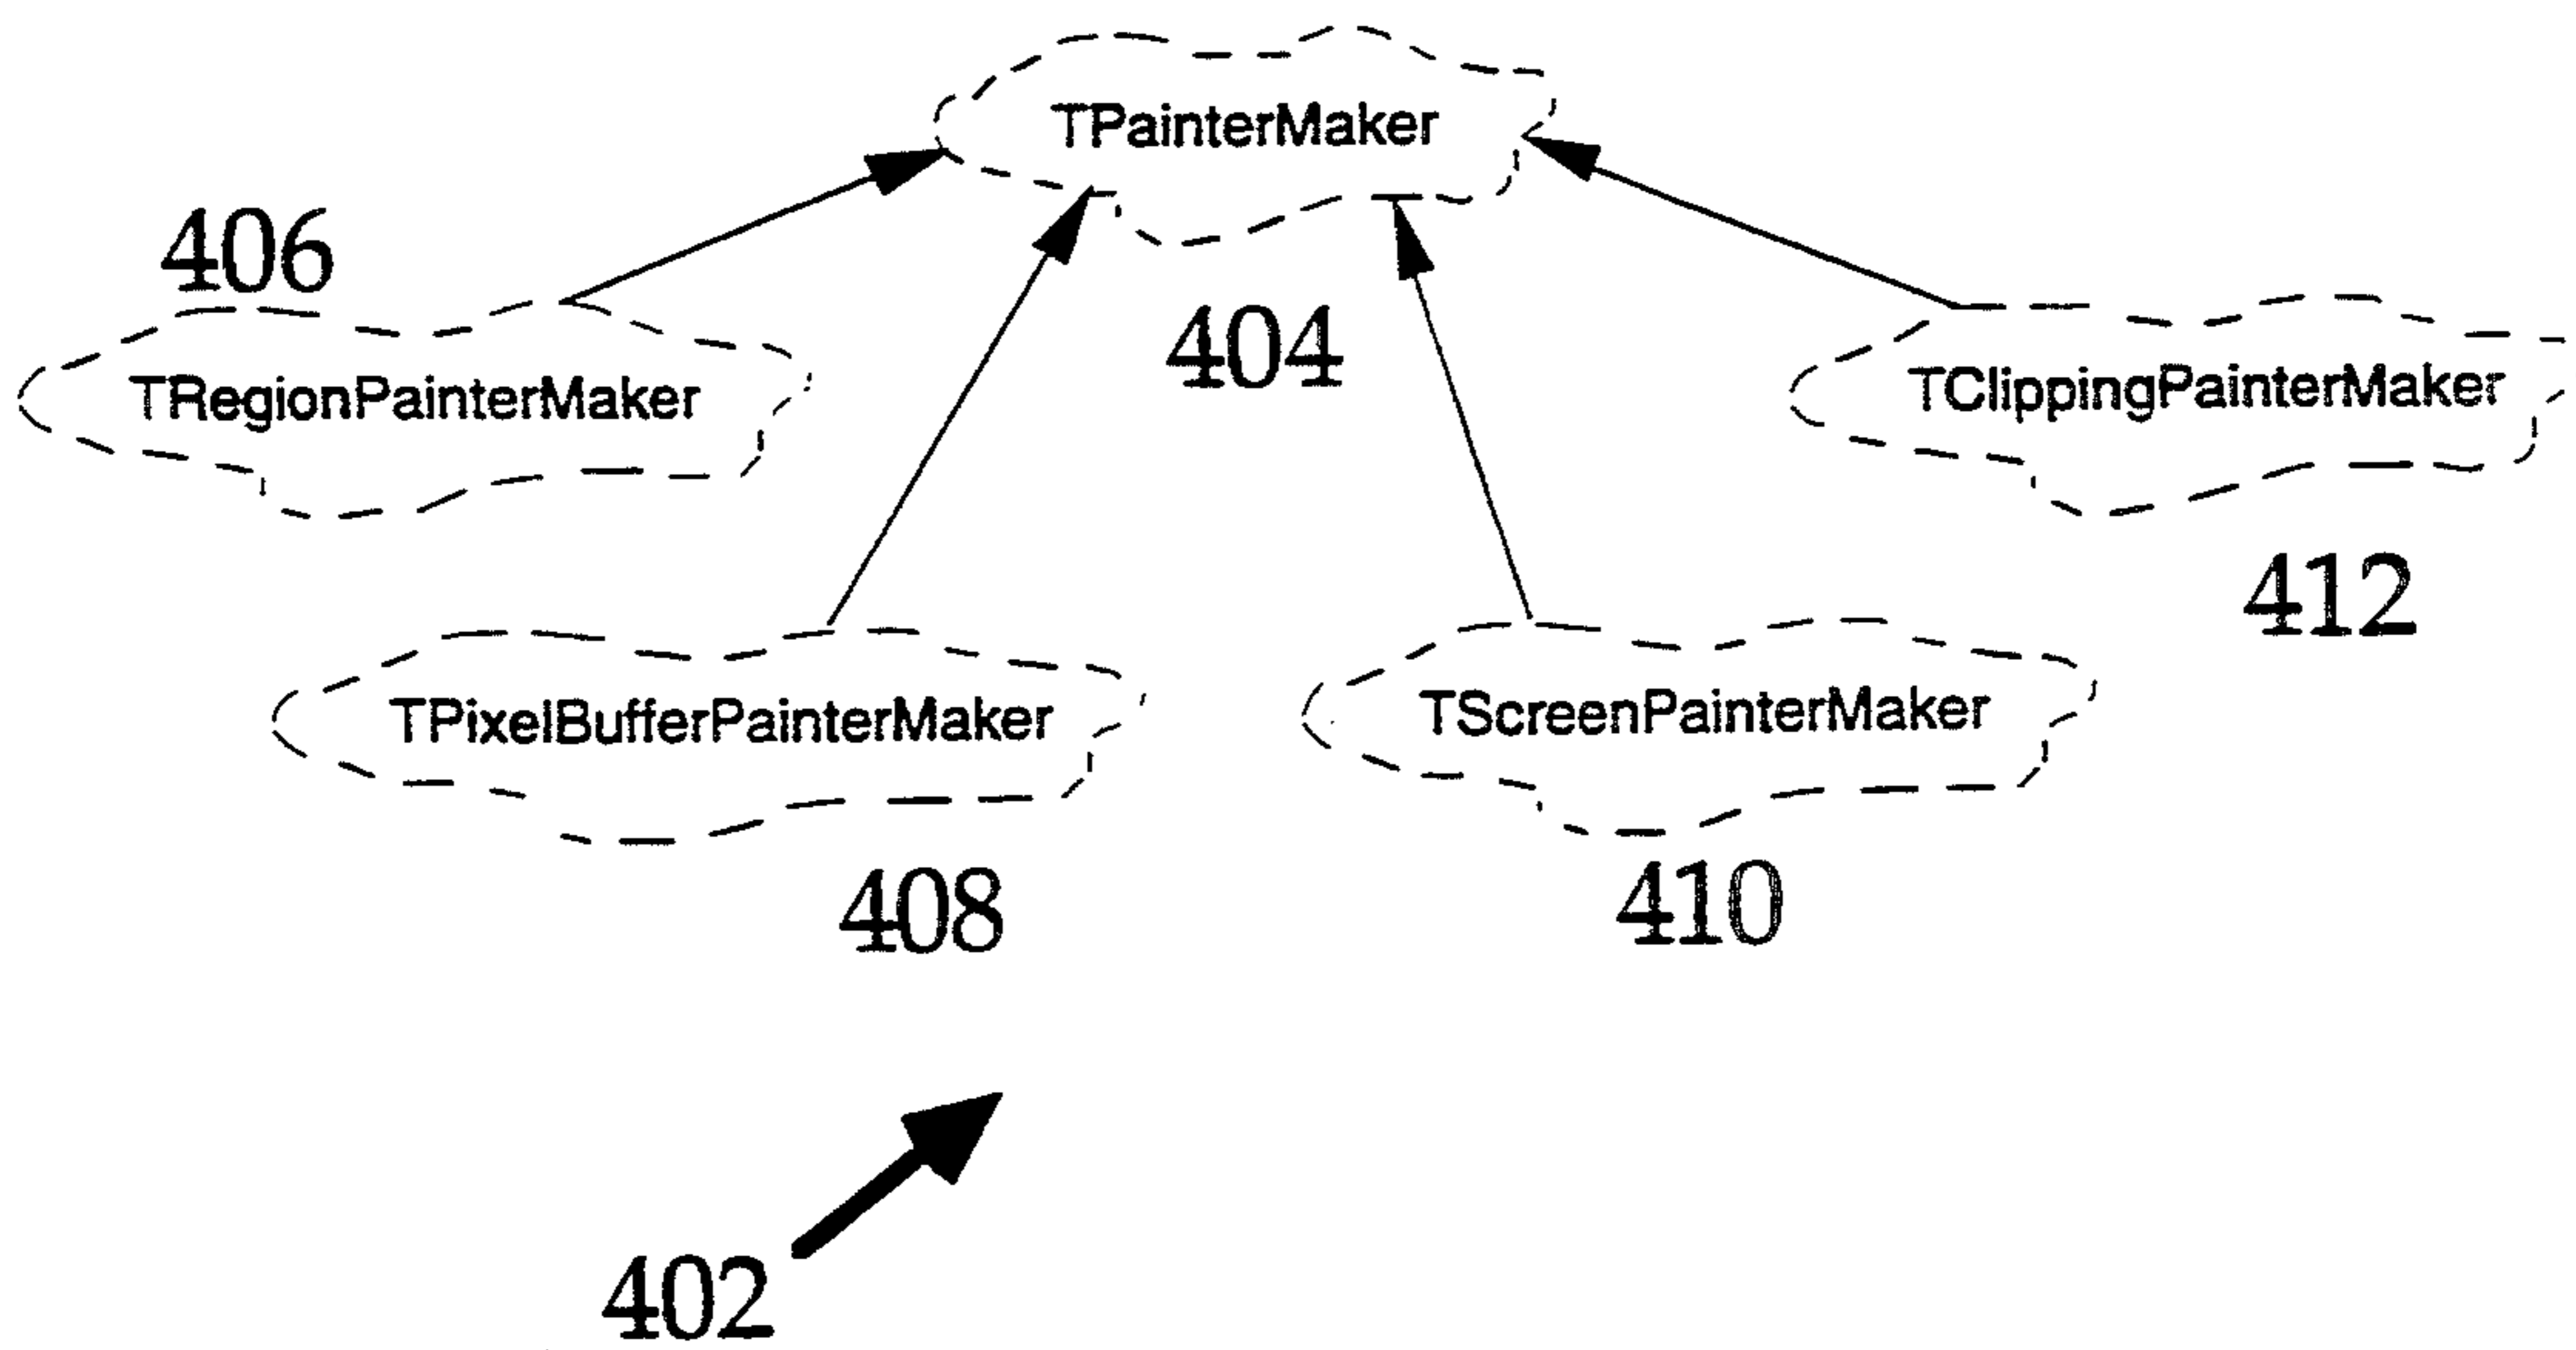 TPainterMaker
406
404
TRegionPainterMaker
TClippingPainterMaker
412
TPixelBufferPainterMaker
TScreenPainterMaker
408
410
402